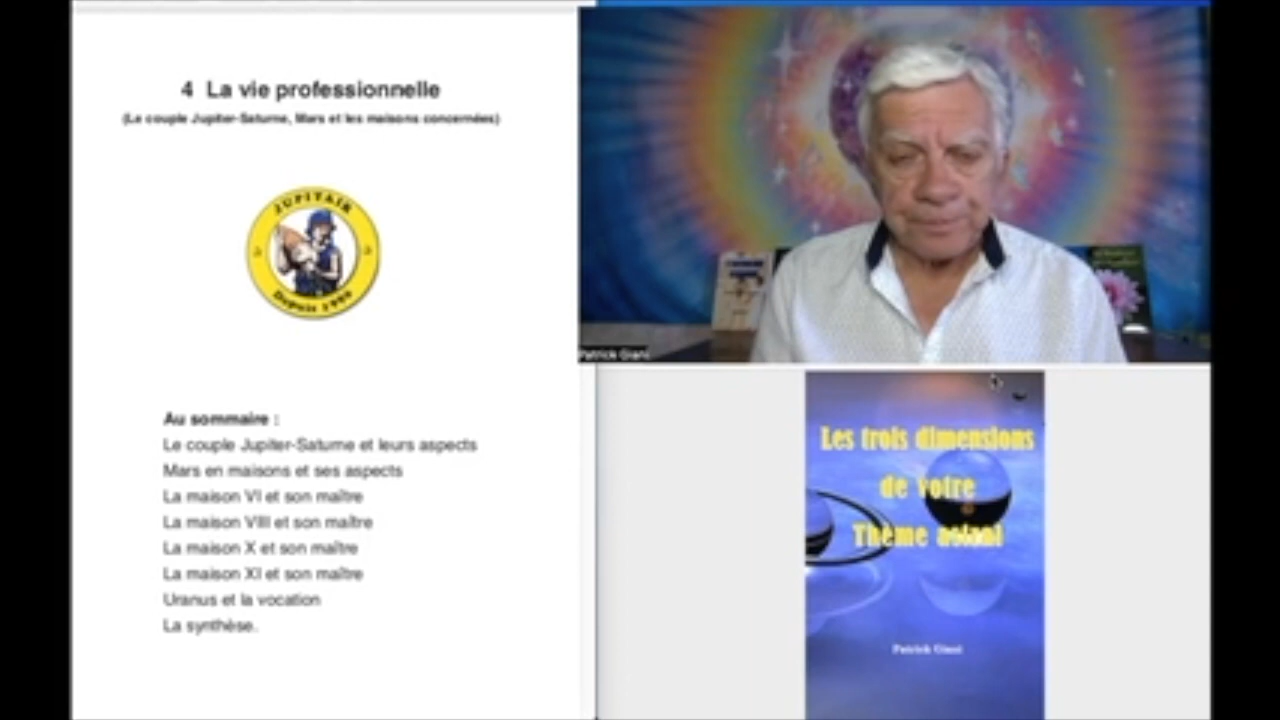 4 La vie professionnelle
(Le couple Jupiter-Saturne, Mars et les maisons concernées)
JUPITAIR
Depuis 1980
Au sommaire :
Le couple Jupiter-Saturne et leurs aspects
Mars en maisons et ses aspects
La maison VI et son maître
La maison VIII et son maître
La maison X et son maître
La maison XI et son maître
Uranus et la vocation
La synthèse.
Patrick Giani
Les trois dimensions
de votre
Thème astral
Patrick Giani